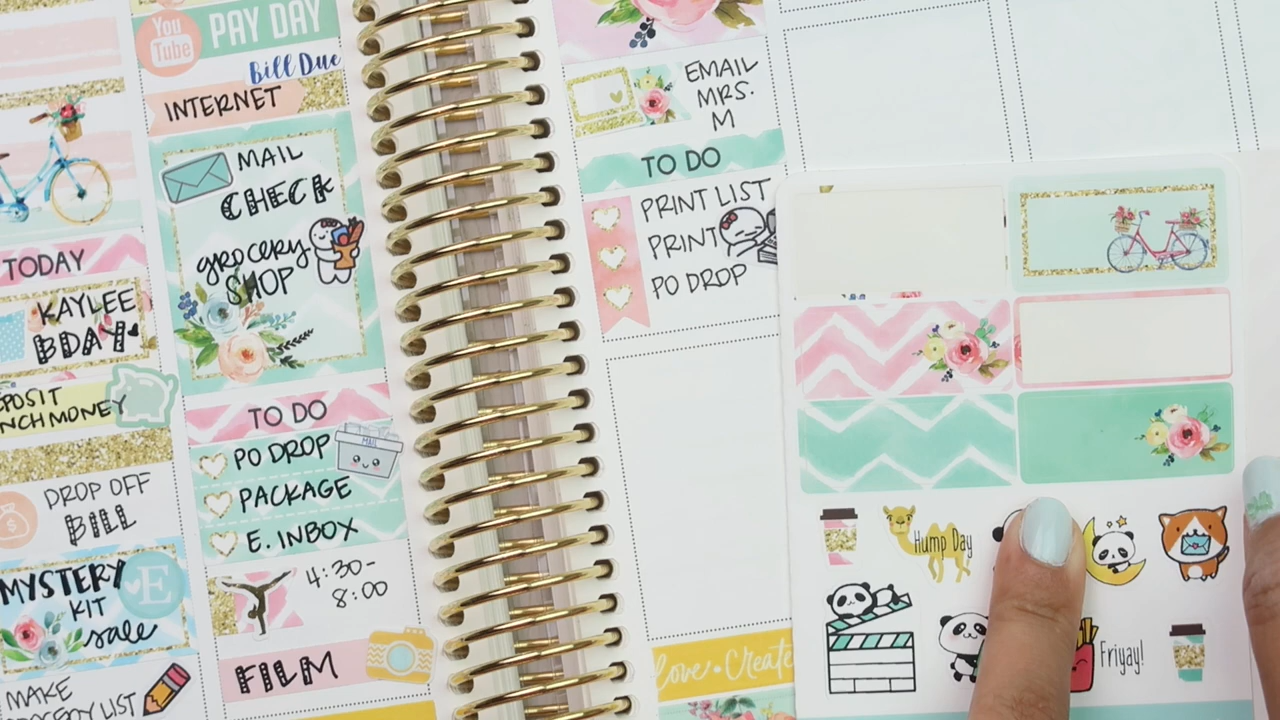 TODAY
KAYLEE
BDAY
DROP OFF
BILL
MYSTERY
KIT
sale
E
MAKE
You
Tube
PAY DAY
Bill Due
INTERNET
MAIL
CHECK
grocery
SHOP
TO DO
PO DROP
MAIL
PACKAGE
E. INBOX
4:30-
8:00
FILM
EMAIL
MRS.
M
TO DO
PRINT LIST
PRINT
PO DROP
love · Create
Hump Day
Friyay!